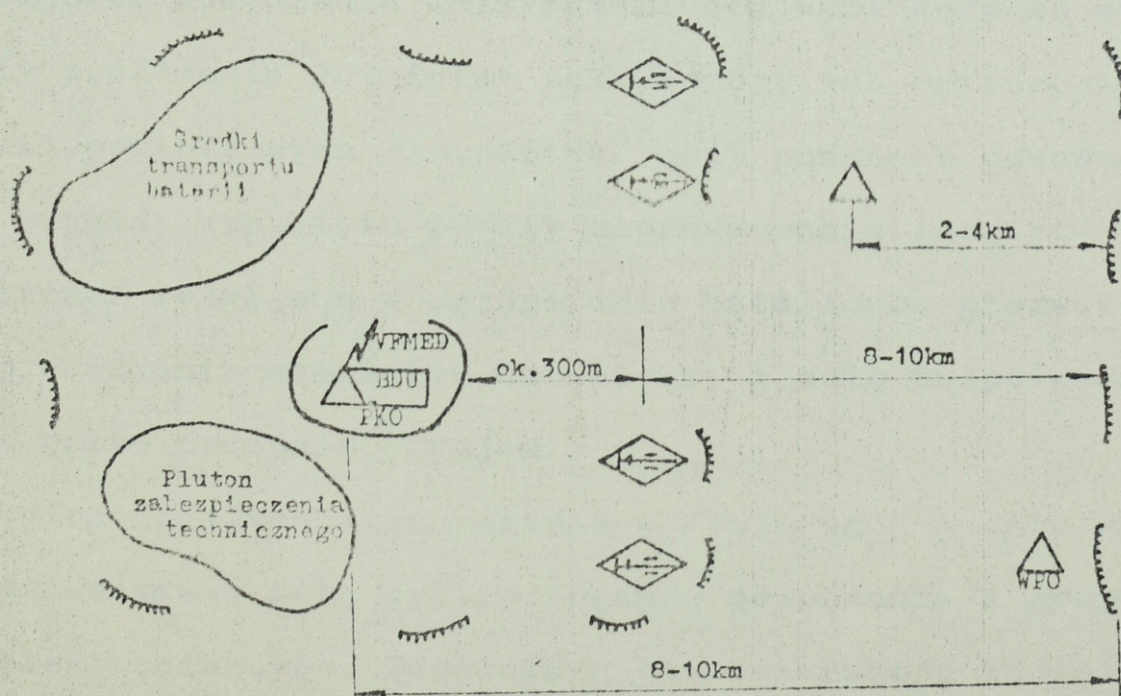 Środki
transportu
baterii
2-4km
VFMED
BDU
PKO
ok.300m
8-10km
Pluton
zabezpieczenia
technicznego
WPO
8-10km